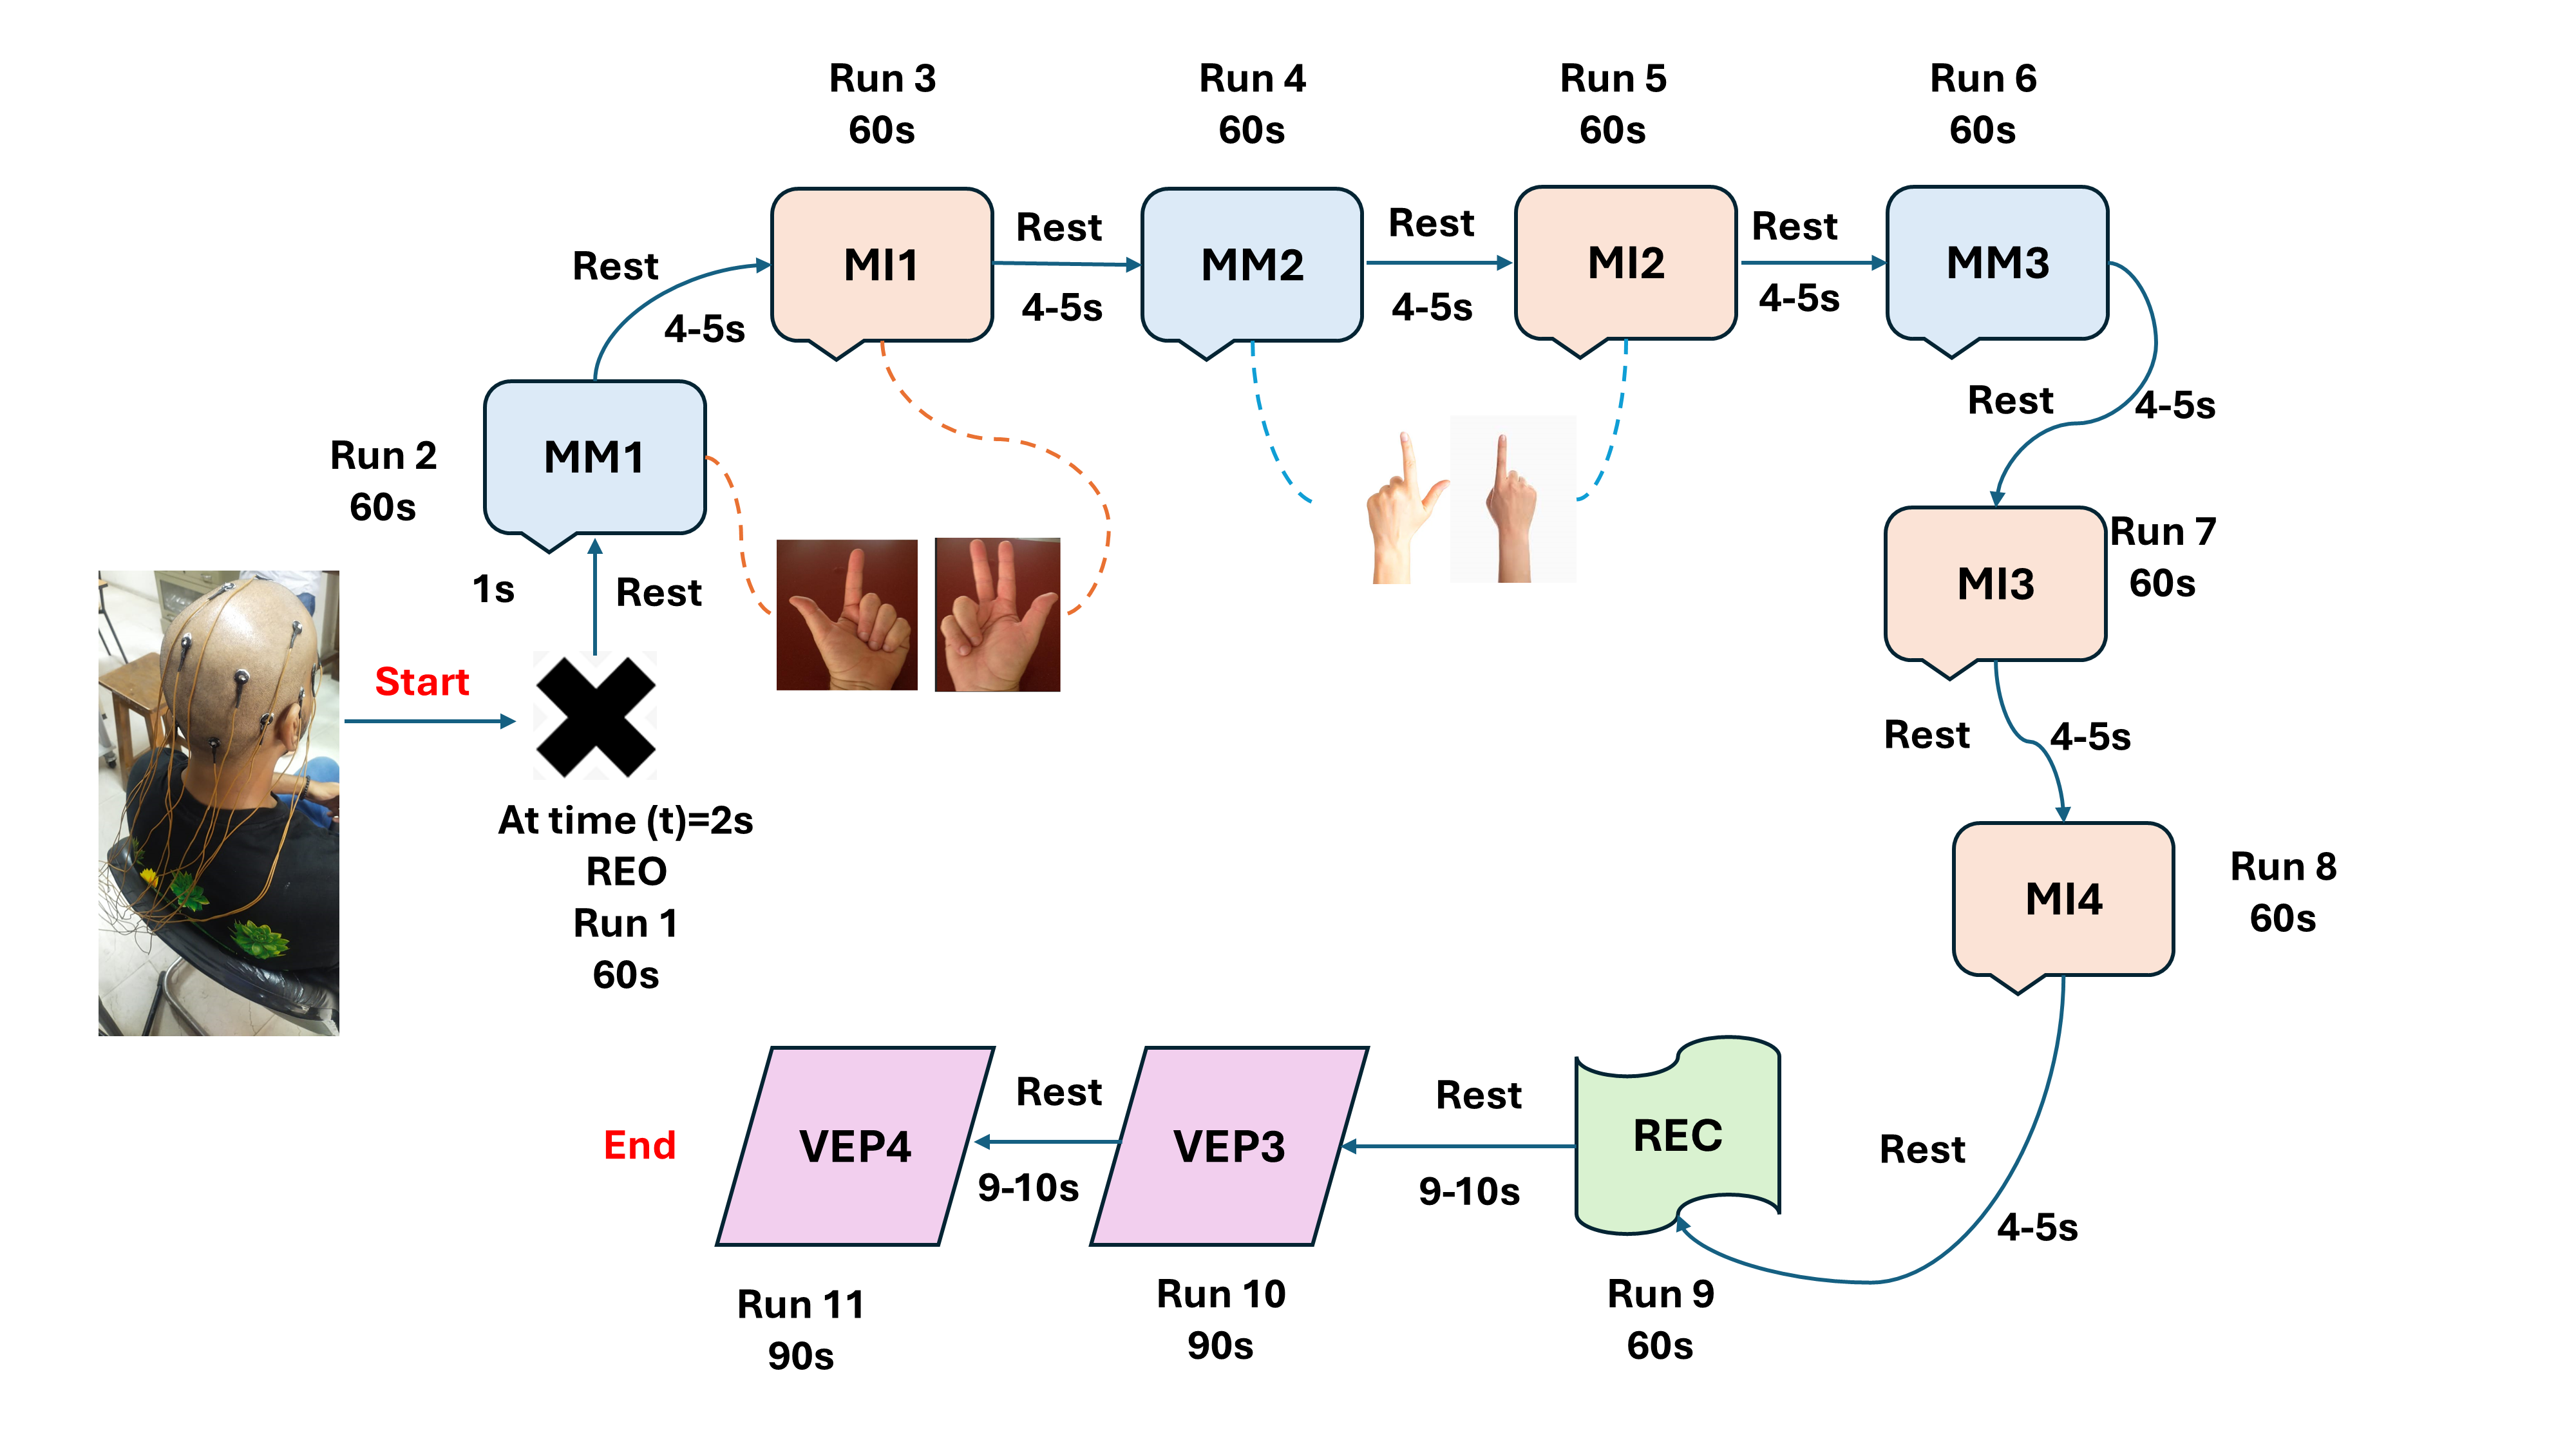 Start
At time (t)=2s
REO
Run 1
60s
1s
Rest
Run 2
60s
MM1
Rest
4-5s
Run 3
60s
MI1
Rest
4-5s
Run 4
60s
MM2
Rest
4-5s
Run 5
60s
MI2
Rest
4-5s
Run 6
60s
MM3
Rest
4-5s
Run 7
60s
MI3
Rest
4-5s
MI4
Run 8
60s
Rest
4-5s
REC
Run 9
60s
Rest
9-10s
VEP3
Run 10
90s
Rest
9-10s
VEP4
Run 11
90s
End